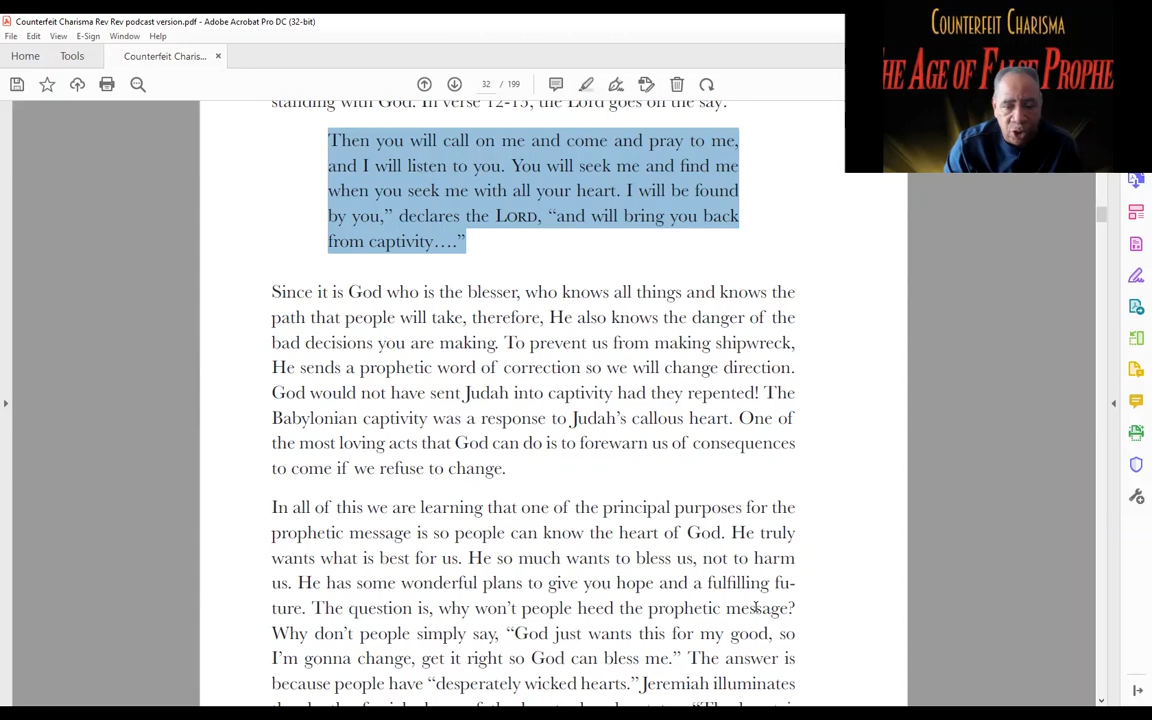 Counterfeit Charisma Rev Rev podcast version.pdf - Adobe Acrobat Pro DC (32-bit)
File Edit View E-Sign Window Help
Home Tools Counterfeit Charis... ×
32 / 199
COUNTERFEIT CHARISMA
HE AGE OF FALSE PROPHE
standing with God. In verse 12-15, the Lord goes on the say:
Then you will call on me and come and pray to me,
and I will listen to you. You will seek me and find me
when you seek me with all your heart. I will be found
by you,” declares the LORD, “and will bring you back
from captivity….”
Since it is God who is the blesser, who knows all things and knows the
path that people will take, therefore, He also knows the danger of the
bad decisions you are making. To prevent us from making shipwreck,
He sends a prophetic word of correction so we will change direction.
God would not have sent Judah into captivity had they repented! The
Babylonian captivity was a response to Judah’s callous heart. One of
the most loving acts that God can do is to forewarn us of consequences
to come if we refuse to change.
In all of this we are learning that one of the principal purposes for the
prophetic message is so people can know the heart of God. He truly
wants what is best for us. He so much wants to bless us, not to harm
us. He has some wonderful plans to give you hope and a fulfilling fu-
ture. The question is, why won’t people heed the prophetic message?
Why don’t people simply say, “God just wants this for my good, so
I’m gonna change, get it right so God can bless me.” The answer is
because people have “desperately wicked hearts.” Jeremiah illuminates